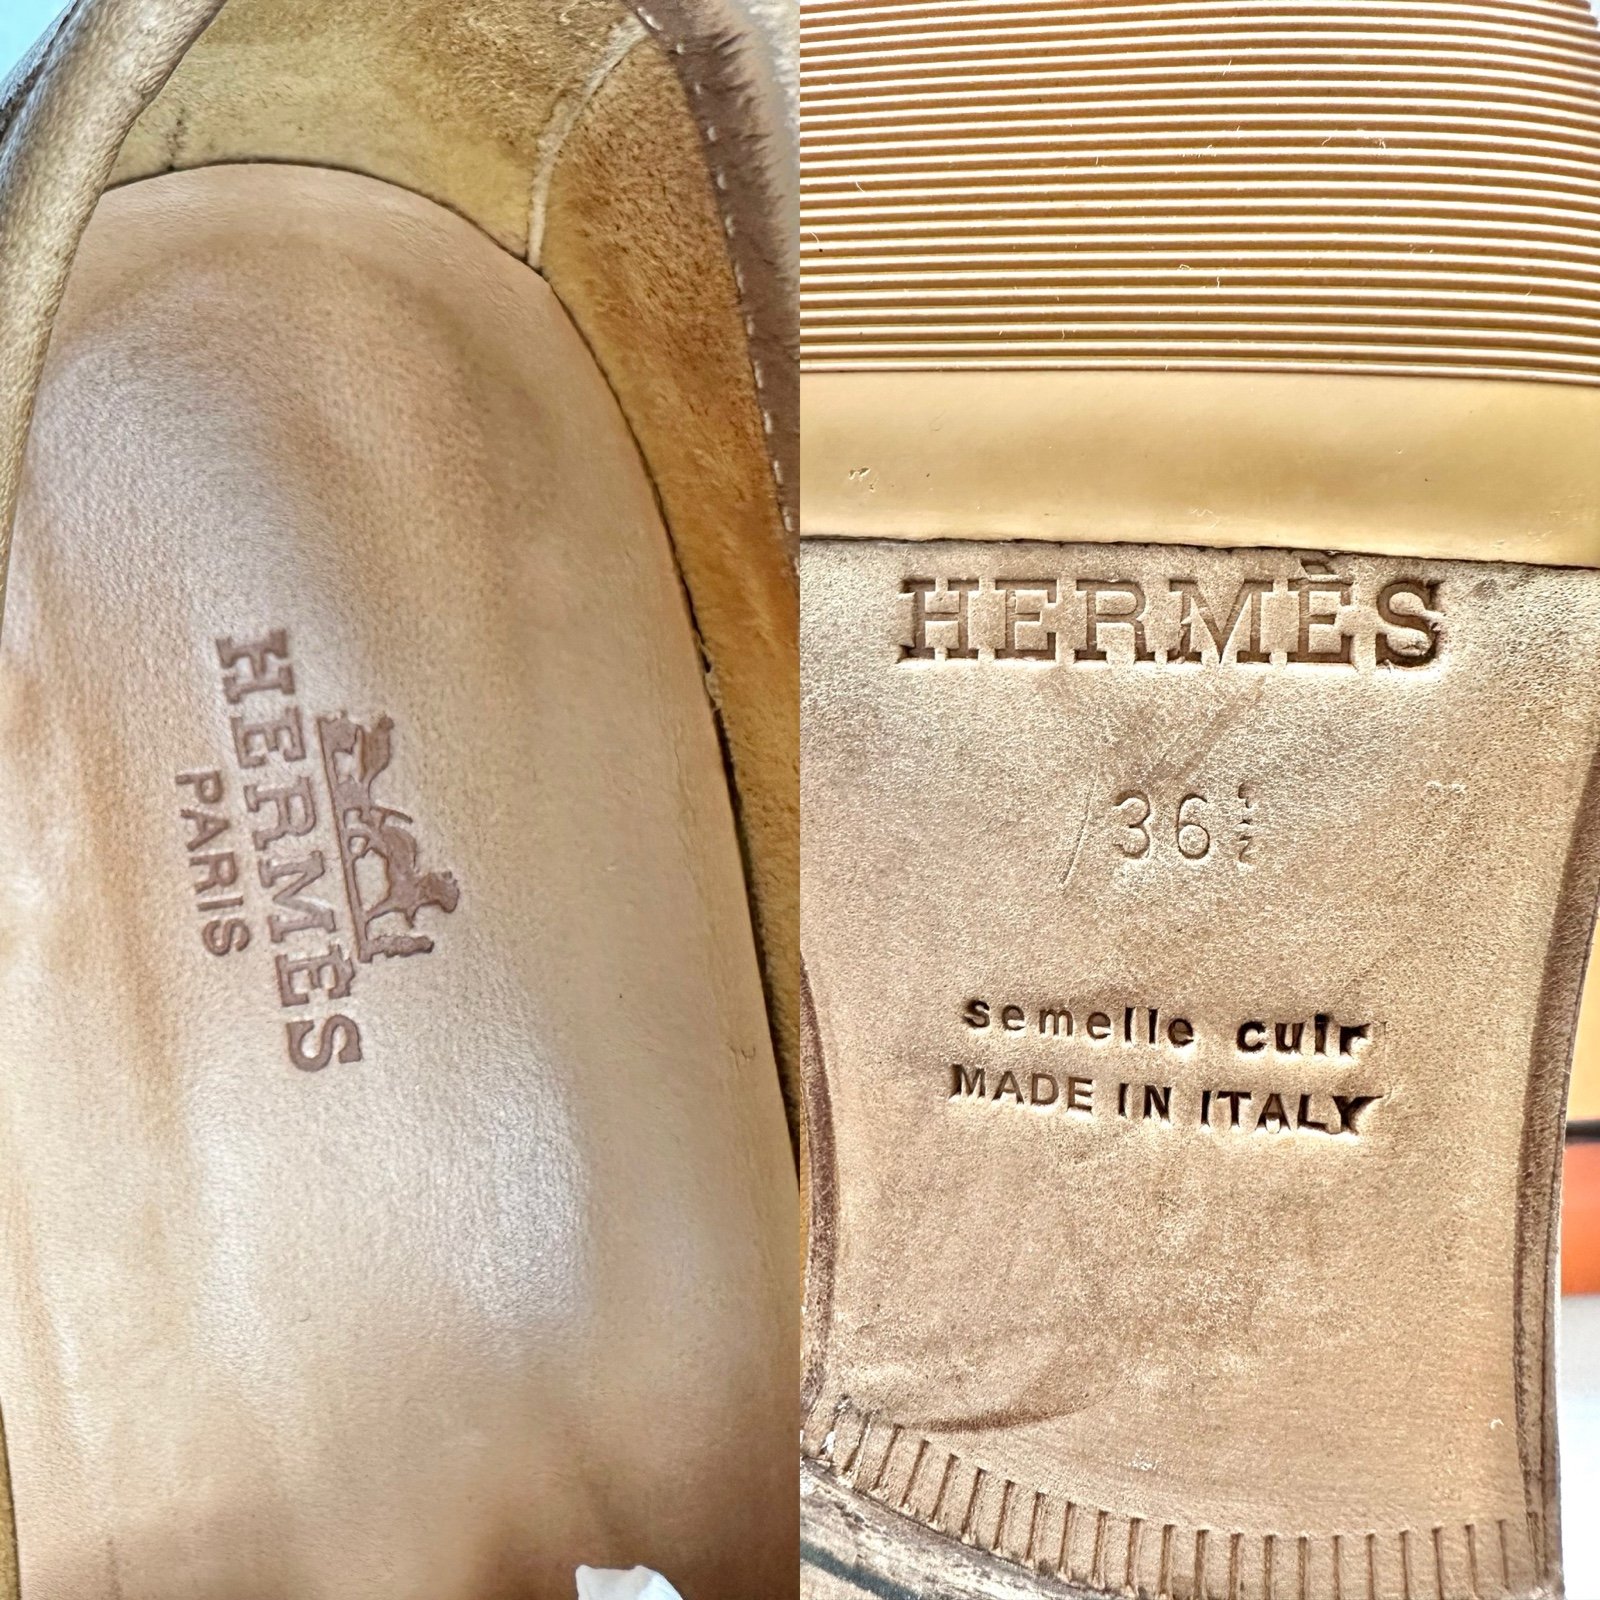 HERMÈS
PARIS
HERMÈS
36 1/2
semelle cuir
MADE IN ITALY